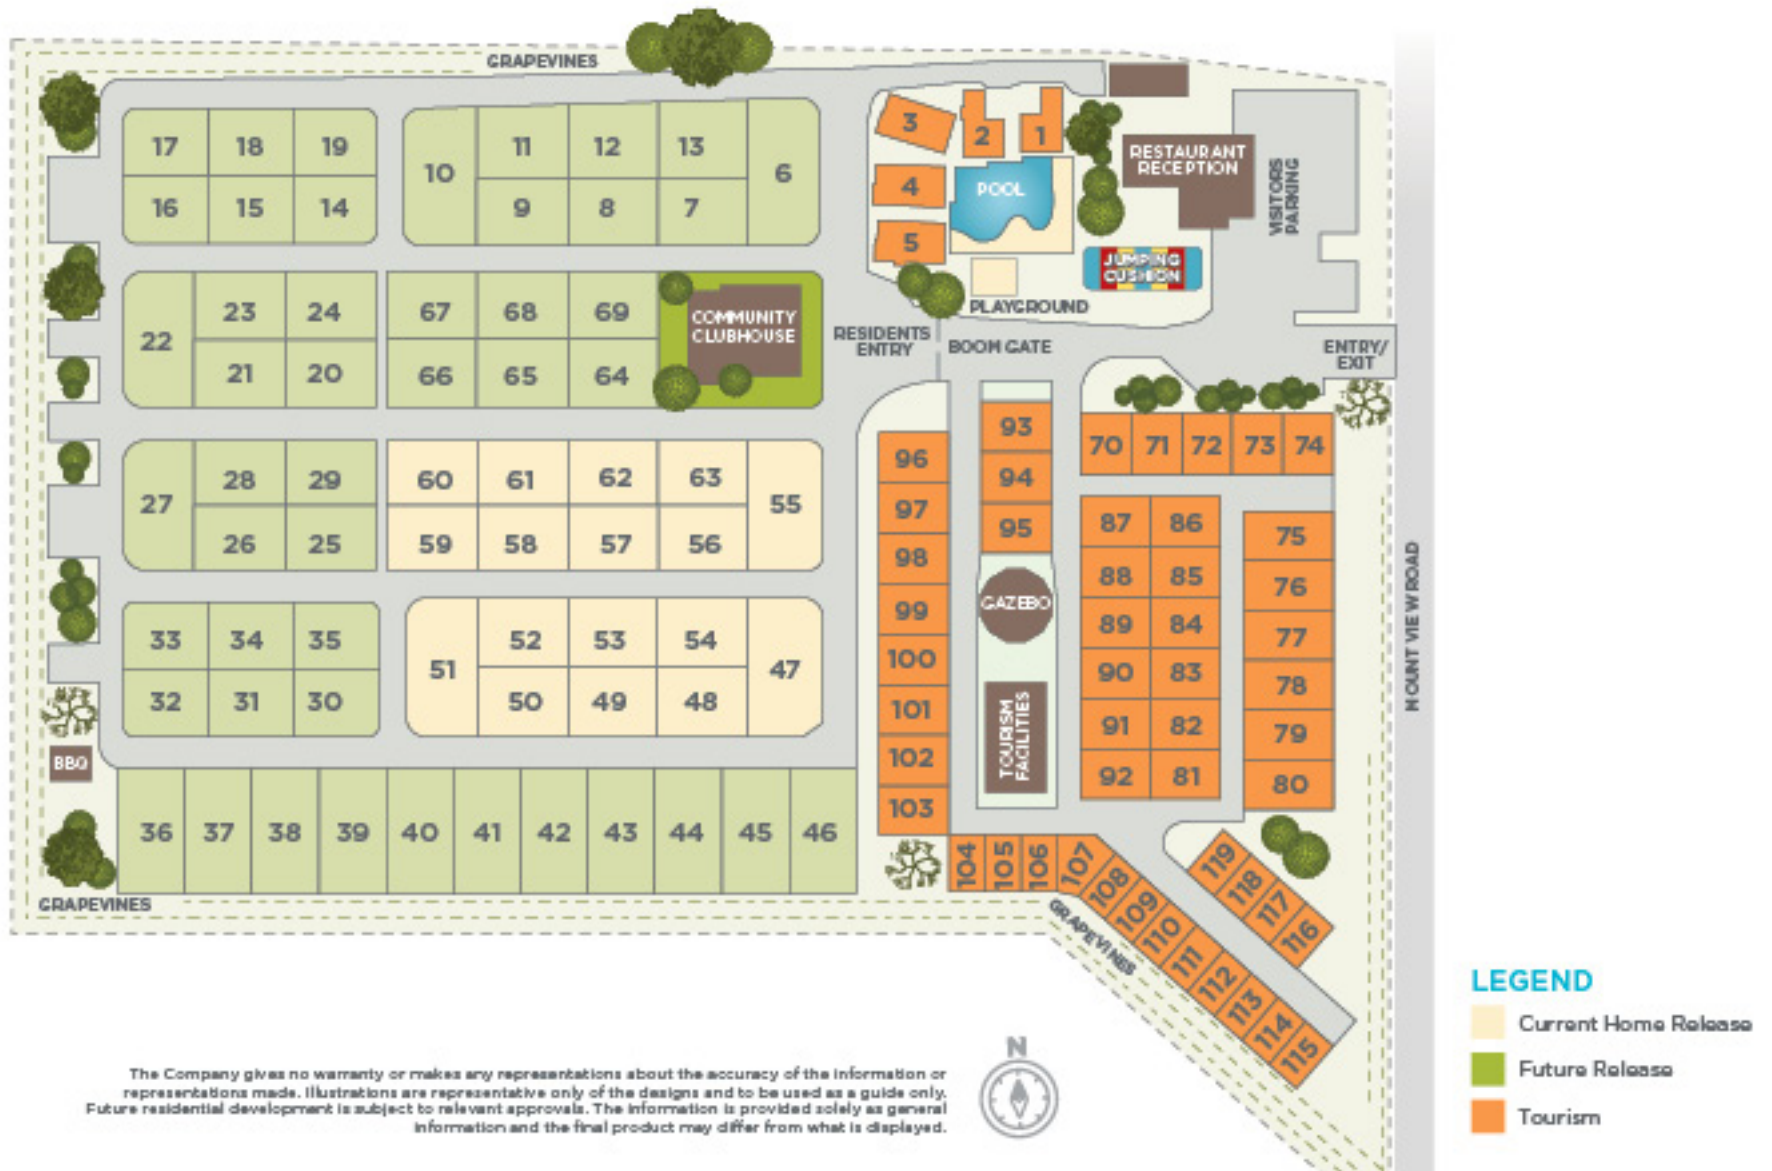 GRAPEVINES
17 18 19
16 15 14
10 11 12 13 6
9 8 7
3 2 1
4 POOL
5
RESTAURANT
RECEPTION
VISITORS
PARKING
JUMPING
CUSHION
PLAYGROUND
22 23 24
21 20
67 68 69
66 65 64
COMMUNITY
CLUBHOUSE
RESIDENTS
ENTRY
BOOM GATE
ENTRY/
EXIT
27 28 29
26 25
60 61 62 63 55
59 58 57 56
33 34 35
32 31 30
51 52 53 54 47
50 49 48
BBQ
36 37 38 39 40 41 42 43 44 45 46
GRAPEVINES
96
97
98
99
100
101
102
103
93
94
95
GAZEBO
TOURISM
FACILITIES
70 71 72 73 74
87 86
88 85
89 84
90 83
91 82
92 81
75
76
77
78
79
80
MOUNT VIEW ROAD
104 105 106 107 108 109 110 111 112 113 114 115
119 118 117 116
GRAPEVINES
LEGEND
Current Home Release
Future Release
Tourism
N
The Company gives no warranty or makes any representations about the accuracy of the information or
representations made. Illustrations are representative only of the designs and to be used as a guide only.
Future residential development is subject to relevant approvals. The information is provided solely as general
information and the final product may differ from what is displayed.